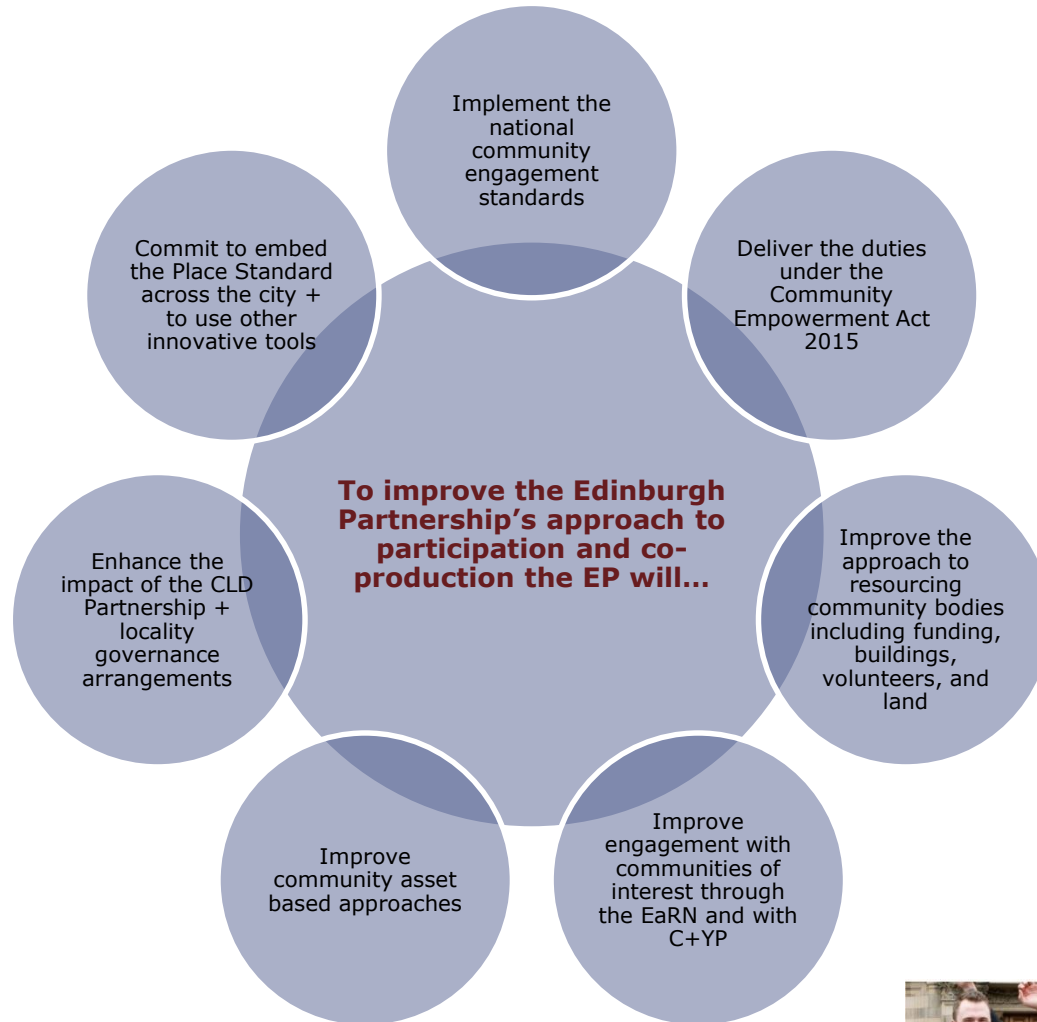 To improve the Edinburgh
Partnership’s approach to
participation and co-
production the EP will…
Implement the
national
community
engagement
standards
Deliver the duties
under the
Community
Empowerment Act
2015
Improve the
approach to
resourcing
community bodies
including funding,
buildings,
volunteers, and
land
Improve
engagement with
communities of
interest through
the EaRN and with
C+YP
Improve
community asset
based approaches
Enhance the
impact of the CLD
Partnership +
locality
governance
arrangements
Commit to embed
the Place Standard
across the city +
to use other
innovative tools